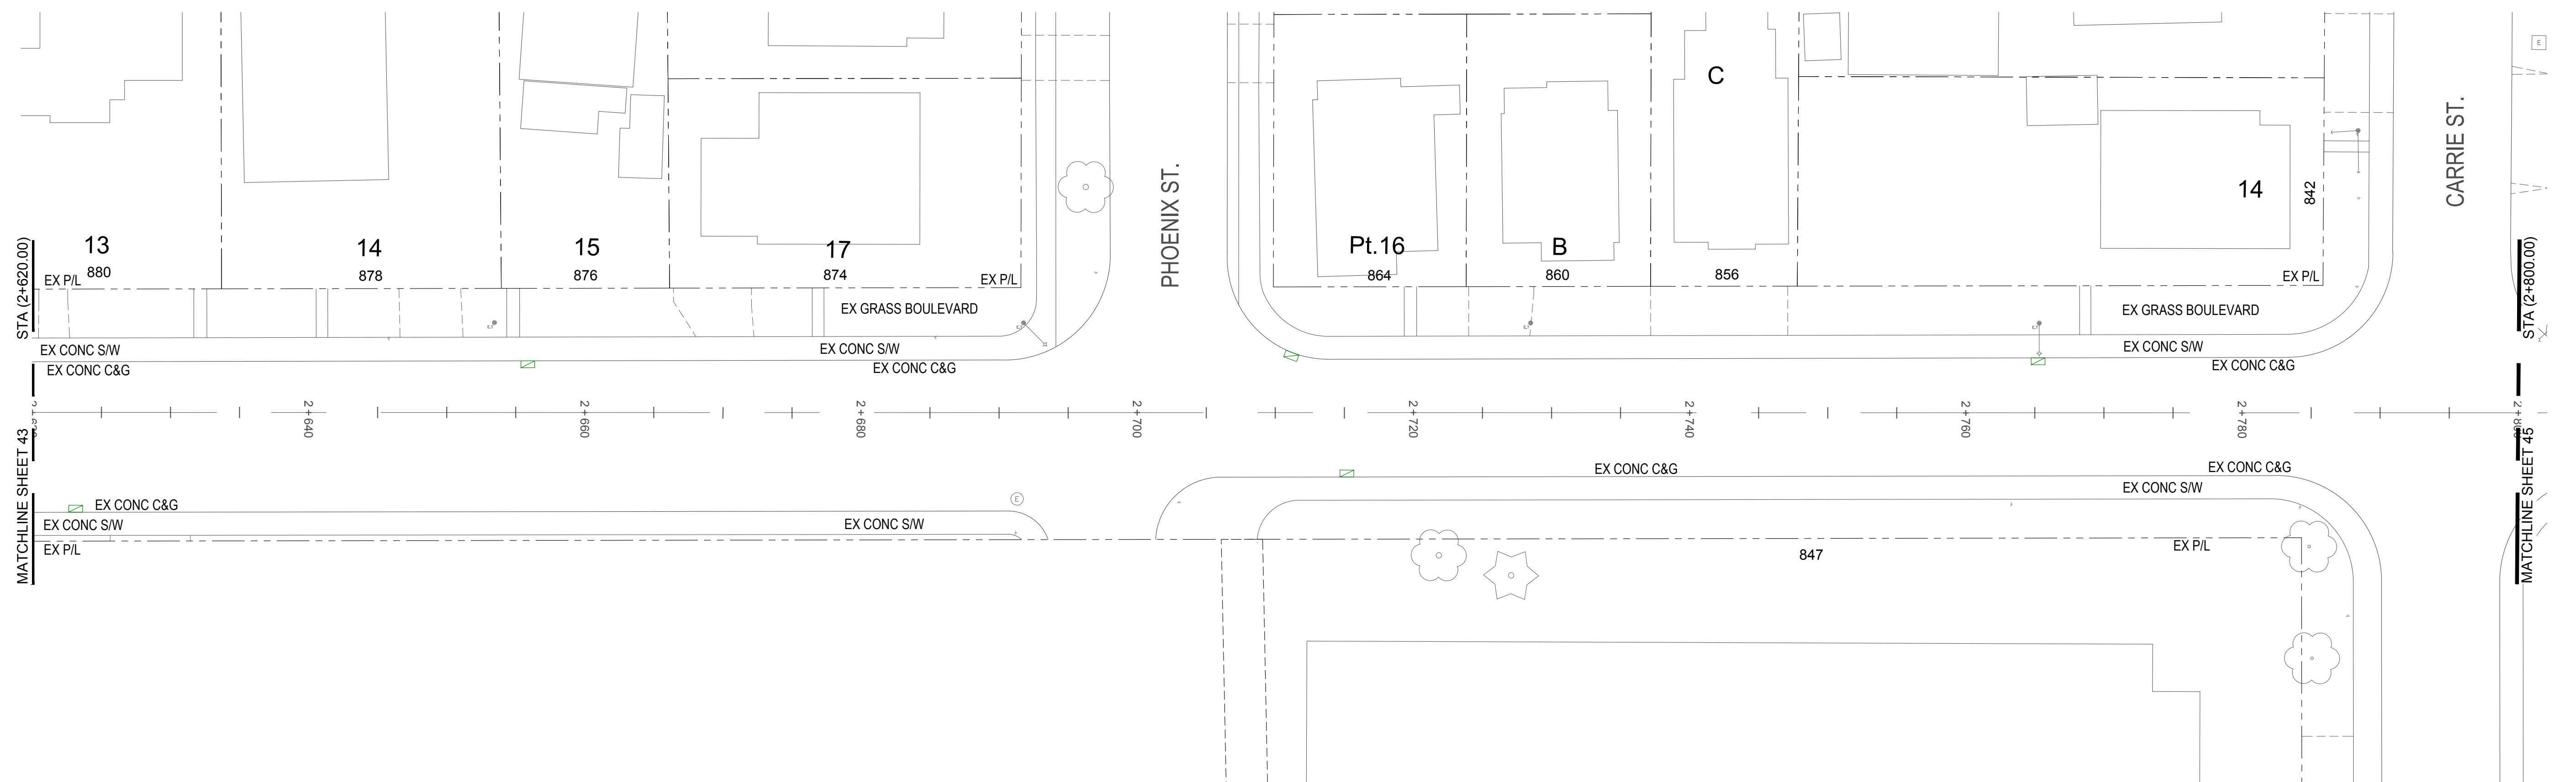 E
C
PHOENIX ST.
CARRIE ST.
14
842
13
880
14
878
15
876
17
874
Pt.16
864
B
860
856
EX P/L
EX P/L
EX P/L
STA (2+620.00)
STA (2+800.00)
EX GRASS BOULEVARD
EX GRASS BOULEVARD
EX CONC S/W
EX CONC S/W
EX CONC S/W
EX CONC C&G
EX CONC C&G
EX CONC C&G
2+640
2+660
2+680
2+700
2+720
2+740
2+760
2+780
MATCHLINE SHEET 43
MATCHLINE SHEET 45
EX CONC C&G
EX CONC C&G
EX CONC S/W
E
EX CONC C&G
EX CONC S/W
EX CONC S/W
EX P/L
EX P/L
847